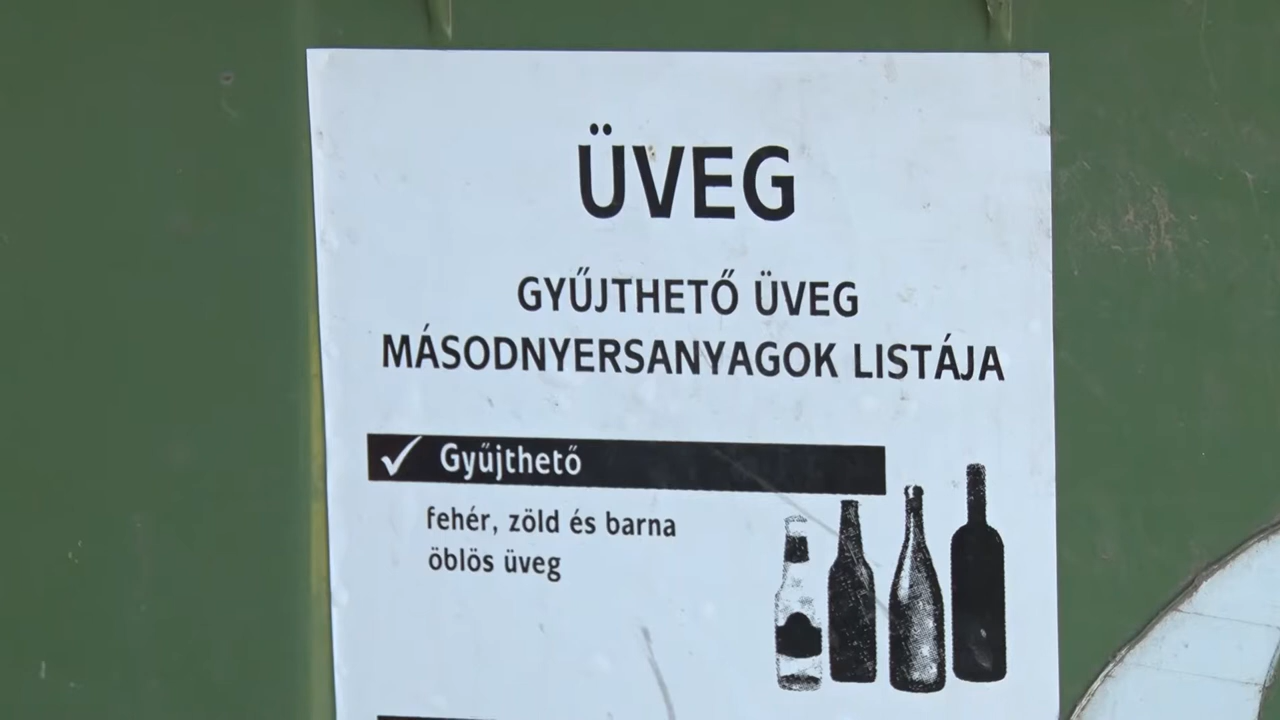 ÜVEG
GYŰJTHETŐ ÜVEG
MÁSODNYERSANYAGOK LISTÁJA
✓ Gyűjthető
fehér, zöld és barna
öblös üveg